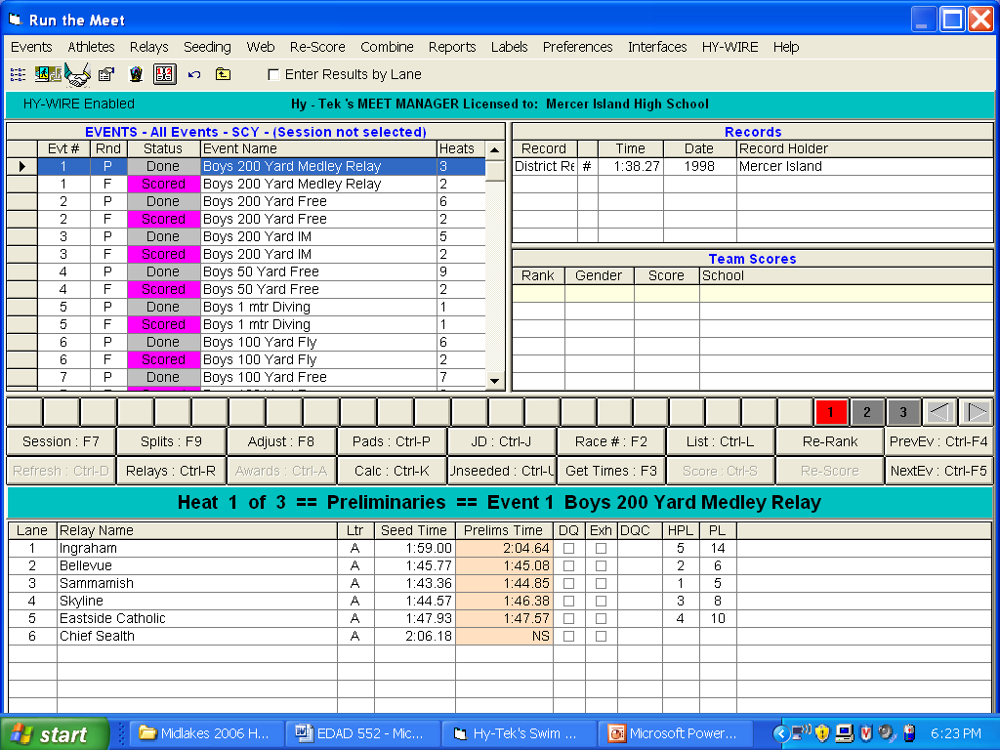 Run the Meet
Events Athletes Relays Seeding Web Re-Score Combine Reports Labels Preferences Interfaces HY-WIRE Help
Enter Results by Lane
HY-WIRE Enabled Hy - Tek 's MEET MANAGER Licensed to: Mercer Island High School
EVENTS - All Events - SCY - (Session not selected)
Evt # Rnd Status Event Name Heats
1 P Done Boys 200 Yard Medley Relay 3
1 F Scored Boys 200 Yard Medley Relay 2
2 P Done Boys 200 Yard Free 6
2 F Scored Boys 200 Yard Free 2
3 P Done Boys 200 Yard IM 5
3 F Scored Boys 200 Yard IM 2
4 P Done Boys 50 Yard Free 9
4 F Scored Boys 50 Yard Free 2
5 P Done Boys 1 mtr Diving 1
5 F Scored Boys 1 mtr Diving 1
6 P Done Boys 100 Yard Fly 6
6 F Scored Boys 100 Yard Fly 2
7 P Done Boys 100 Yard Free 7
Records
Record Time Date Record Holder
District Re # 1:38.27 1998 Mercer Island
Team Scores
Rank Gender Score School
1 2 3
Session : F7 Splits : F9 Adjust : F8 Pads : Ctrl-P JD : Ctrl-J Race # : F2 List : Ctrl-L Re-Rank PrevEv : Ctrl-F4
Refresh : Ctrl-D Relays : Ctrl-R Awards : Ctrl-A Calc : Ctrl-K Unseeded : Ctrl-U Get Times : F3 Score : Ctrl-S Re-Score NextEv : Ctrl-F5
Heat 1 of 3 == Preliminaries == Event 1 Boys 200 Yard Medley Relay
Lane Relay Name Ltr Seed Time Prelims Time DQ Exh DQC HPL PL
1 Ingraham A 1:59.00 2:04.64 5 14
2 Bellevue A 1:45.77 1:45.08 2 6
3 Sammamish A 1:43.36 1:44.85 1 5
4 Skyline A 1:44.57 1:46.38 3 8
5 Eastside Catholic A 1:47.93 1:47.57 4 10
6 Chief Sealth A 2:06.18 NS
start Midlakes 2006 H... EDAD 552 - Mic... Hy-Tek's Swim ... Microsoft Power... 6:23 PM